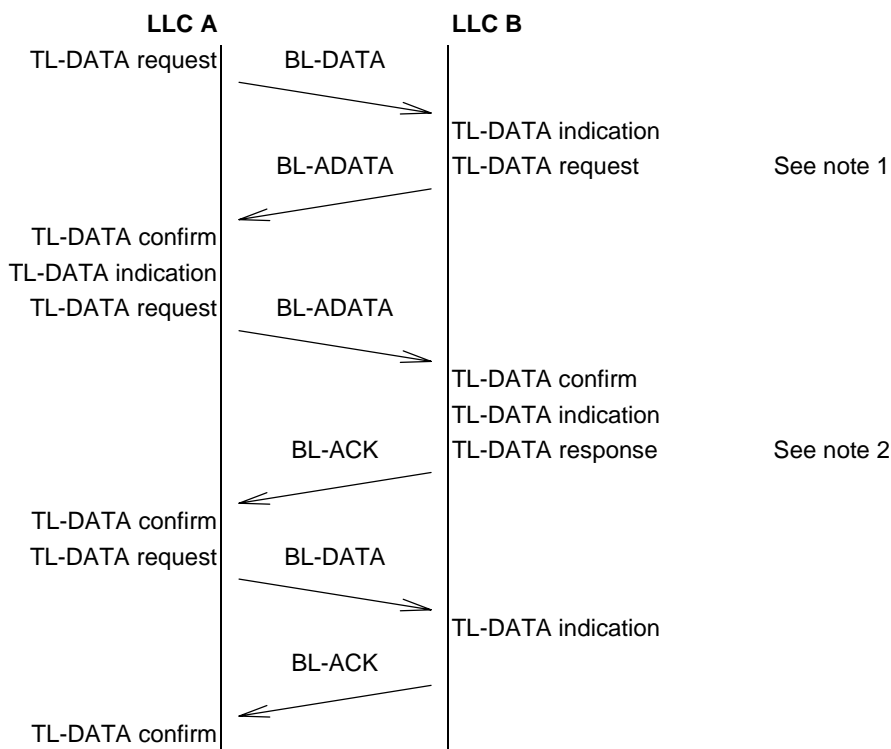 LLC A LLC B
TL-DATA request BL-DATA
TL-DATA indication
BL-ADATA TL-DATA request See note 1
TL-DATA confirm
TL-DATA indication
TL-DATA request BL-ADATA
TL-DATA confirm
TL-DATA indication
BL-ACK TL-DATA response See note 2
TL-DATA confirm
TL-DATA request BL-DATA
TL-DATA indication
BL-ACK
TL-DATA confirm